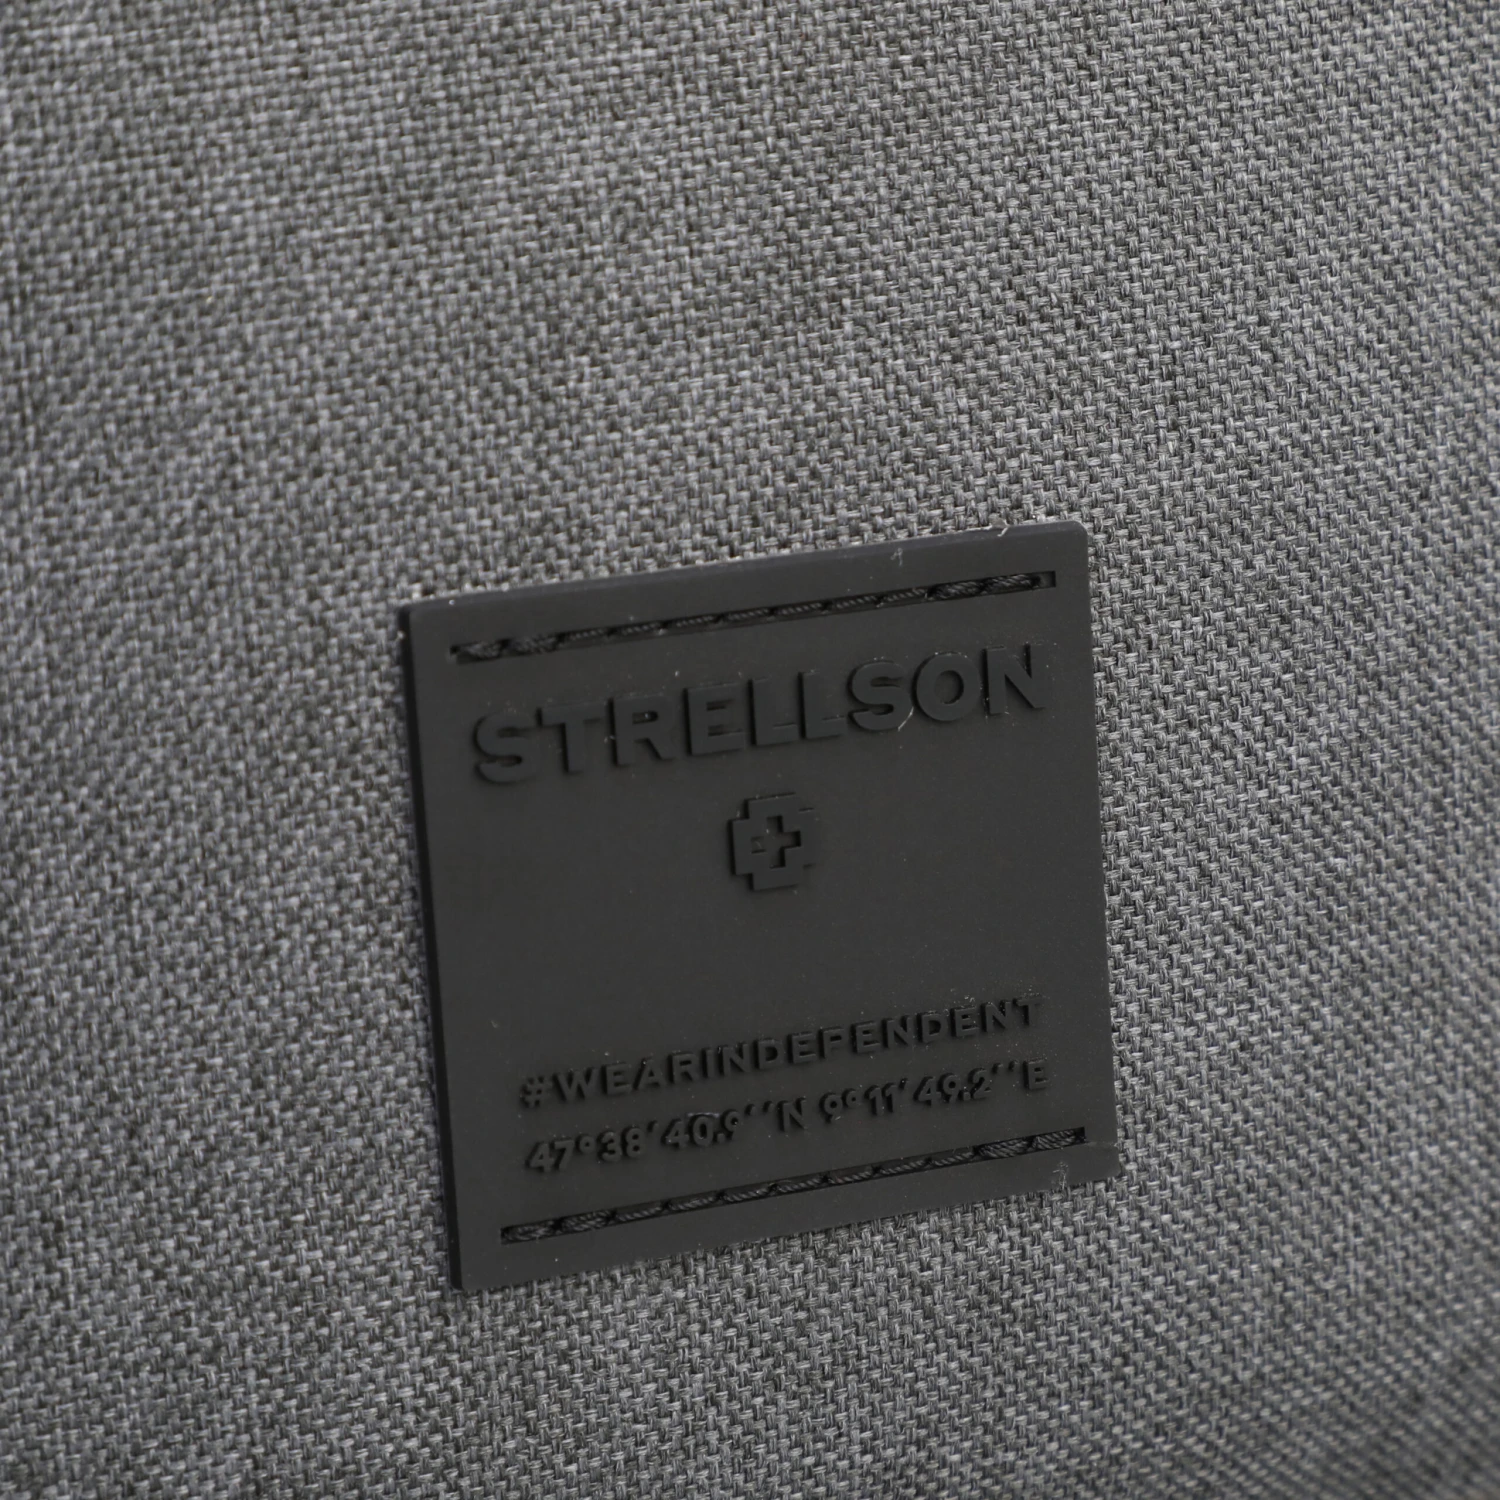 STRELLSON
#WEARINDEPENDENT
47°38′40.9′′N 9°11′49.2′′E